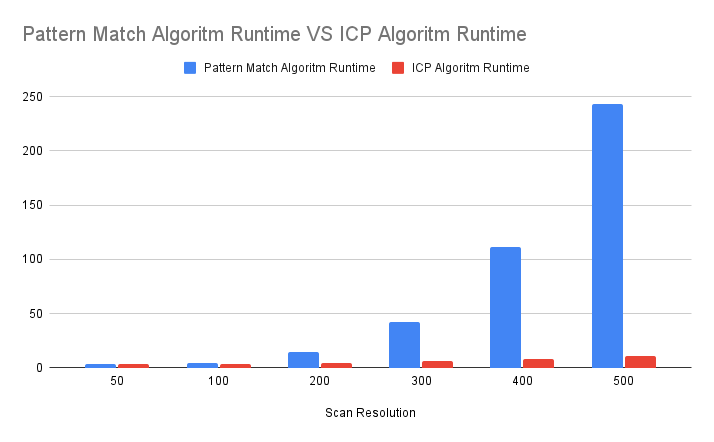 Pattern Match Algoritm Runtime VS ICP Algoritm Runtime
Pattern Match Algoritm Runtime ICP Algoritm Runtime
250
200
150
100
50
0
50 100 200 300 400 500
Scan Resolution